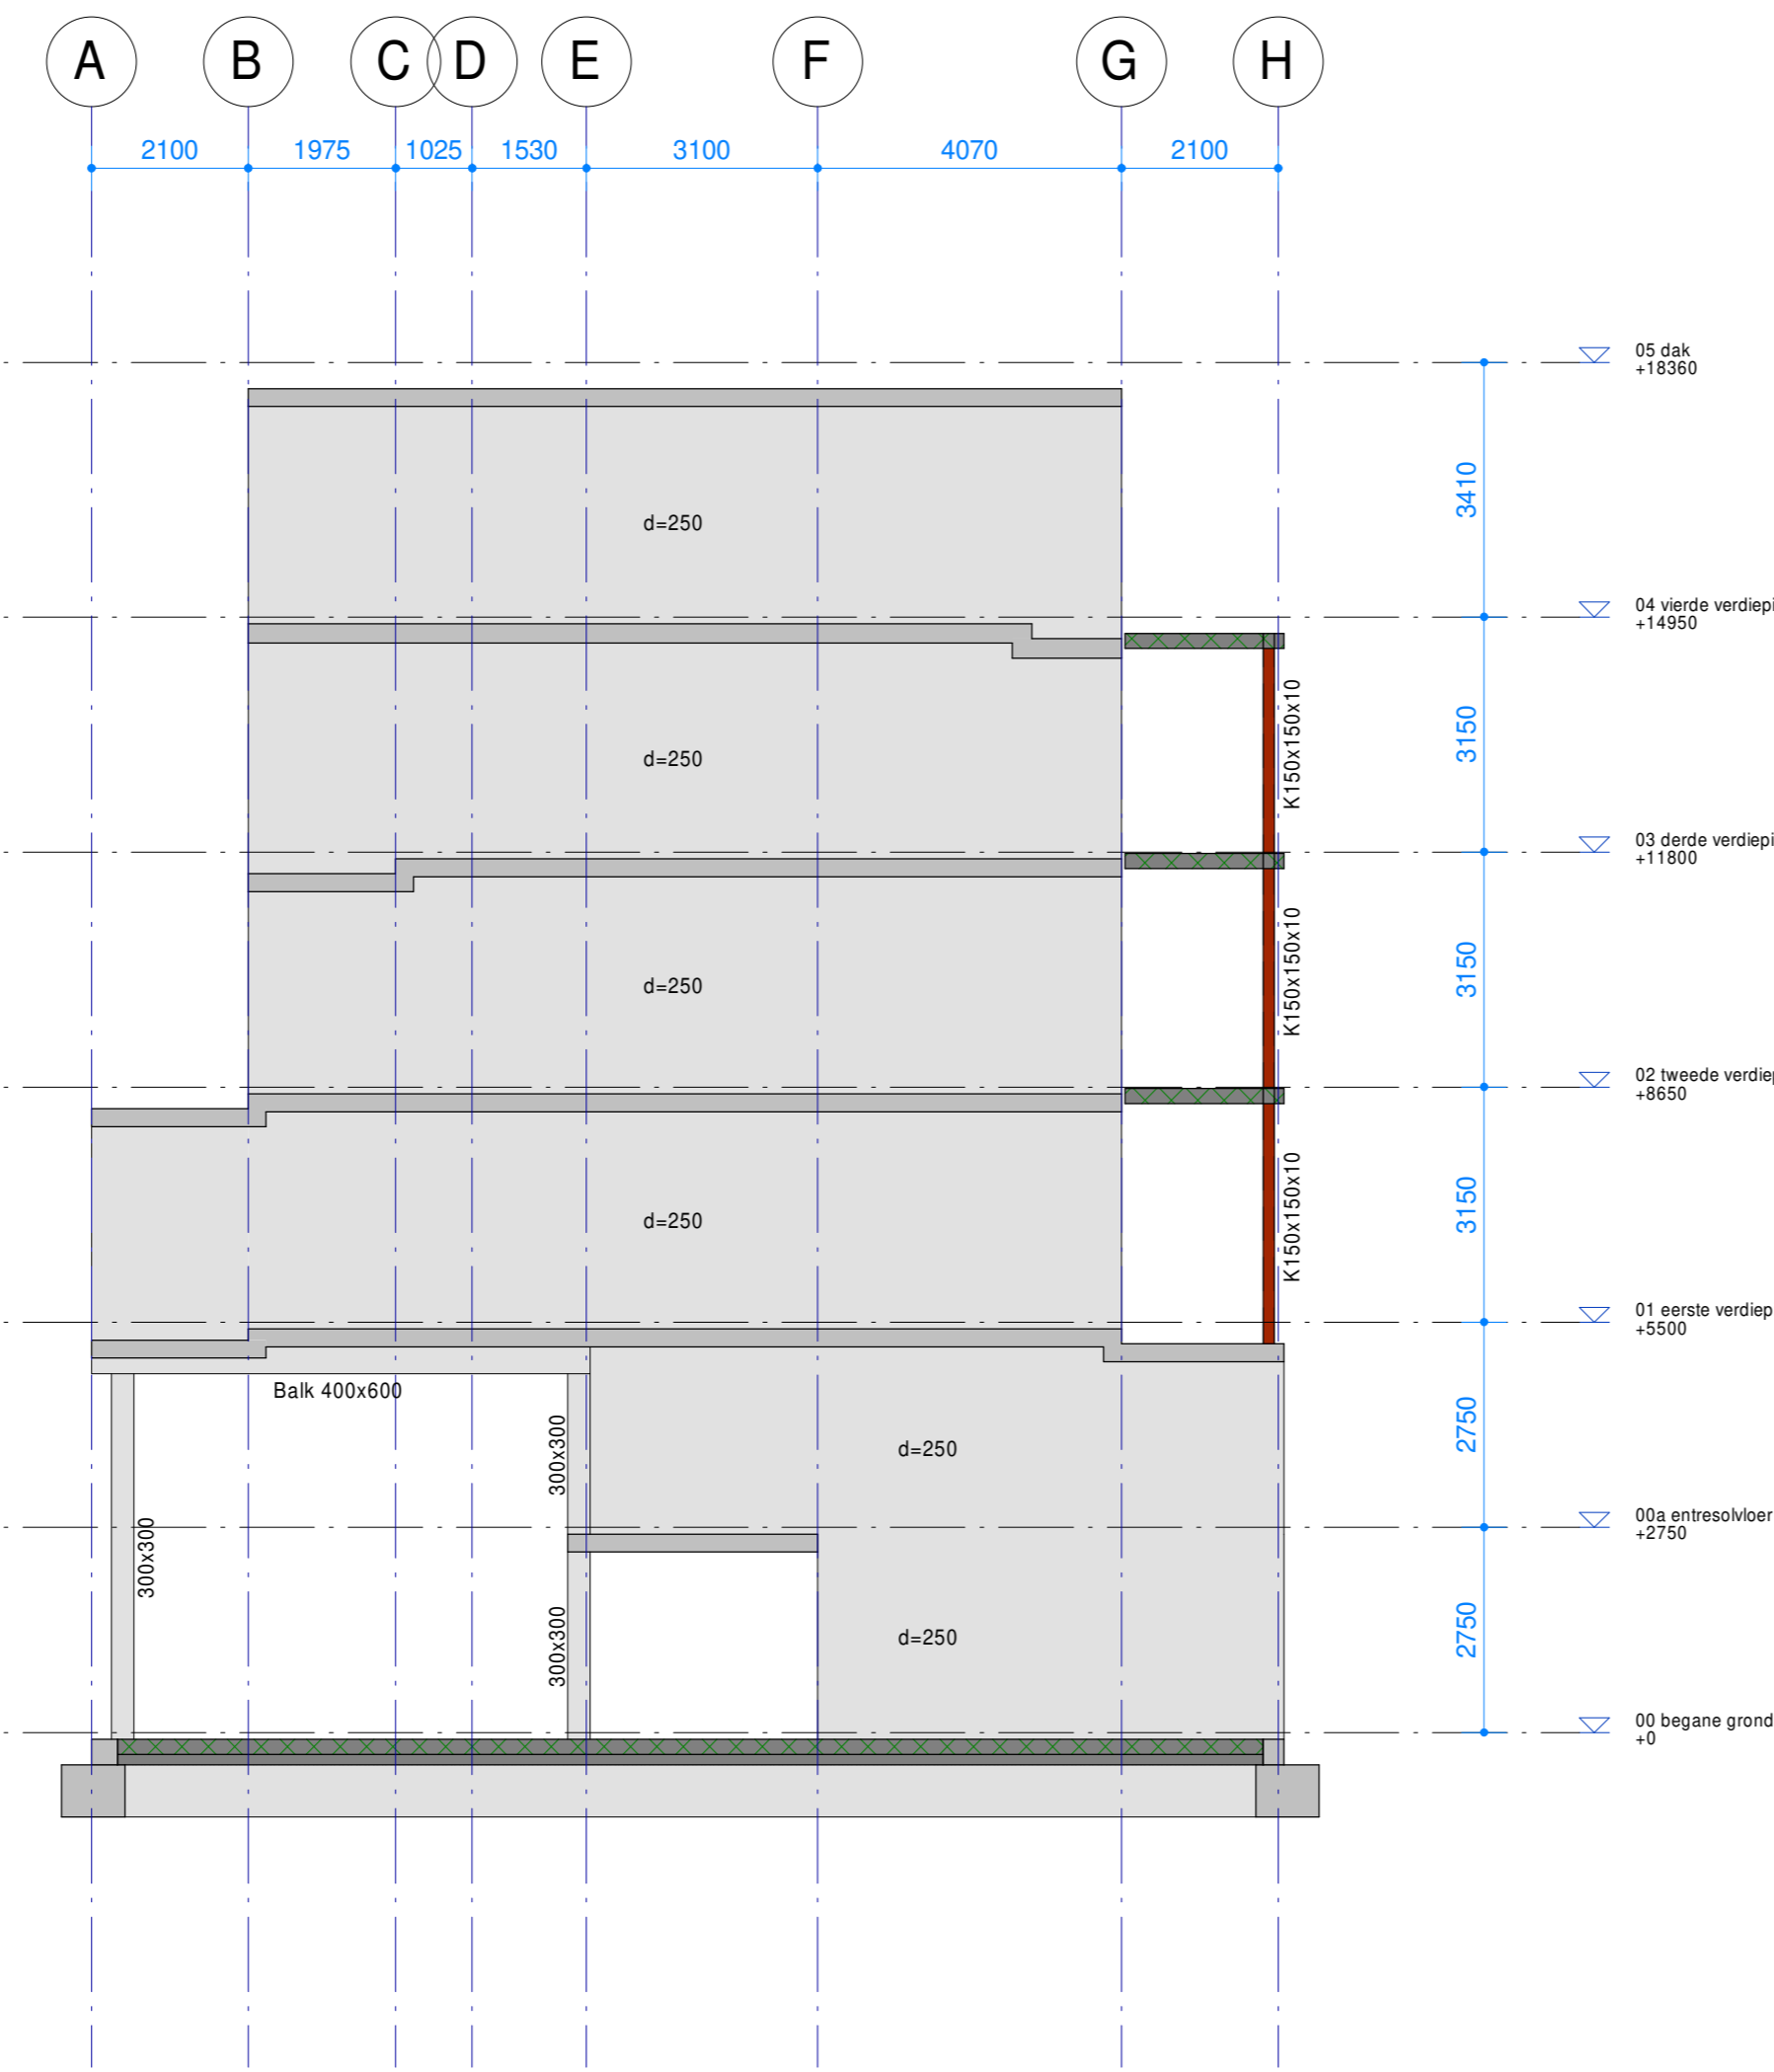 A B C D E F G H
2100 1975 1025 1530 3100 4070 2100
05 dak
+18360
3410
d=250
04 vierde verdiepi
+14950
K150x150x10
3150
d=250
03 derde verdiepi
+11800
K150x150x10
3150
d=250
02 tweede verdiep
+8650
K150x150x10
3150
d=250
01 eerste verdiep
+5500
Balk 400x600
300x300
2750
d=250
00a entresolvloer
+2750
300x300
300x300
2750
d=250
00 begane grond
+0